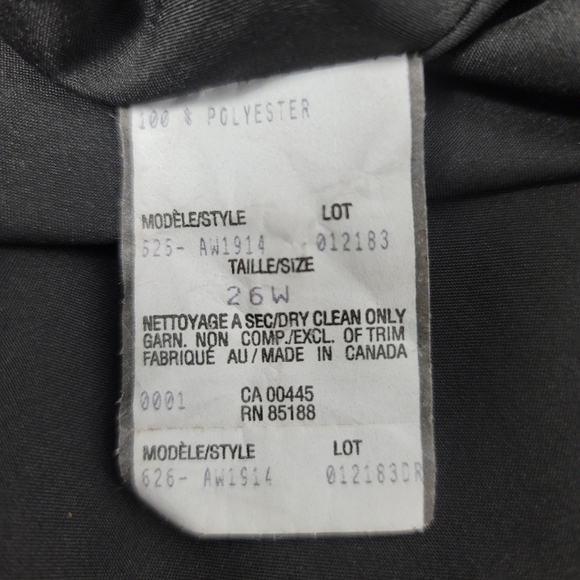 100 % POLYESTER
MODÈLE/STYLE LOT
626- AW1914 012183
TAILLE/SIZE
26W
NETTOYAGE A SEC/DRY CLEAN ONLY
GARN. NON COMP./EXCL. OF TRIM
FABRIQUÉ AU/MADE IN CANADA
0001 CA 00445
RN 85188
MODÈLE/STYLE LOT
626- AW1914 012183DR